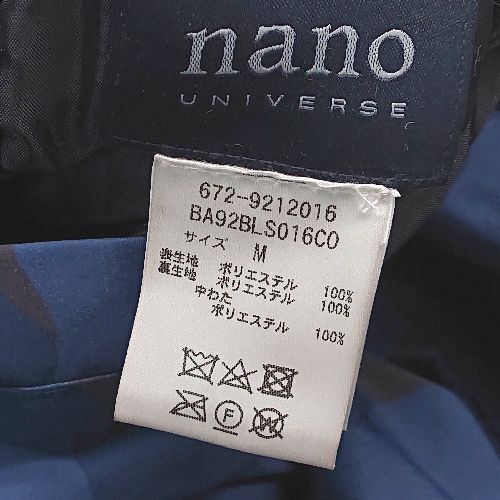 nano
UNIVERSE
672-9212016
BA92BLS016CO
サイズ M
表生地 ポリエステル 100%
裏生地 ポリエステル 100%
中わた
ポリエステル 100%
F
W